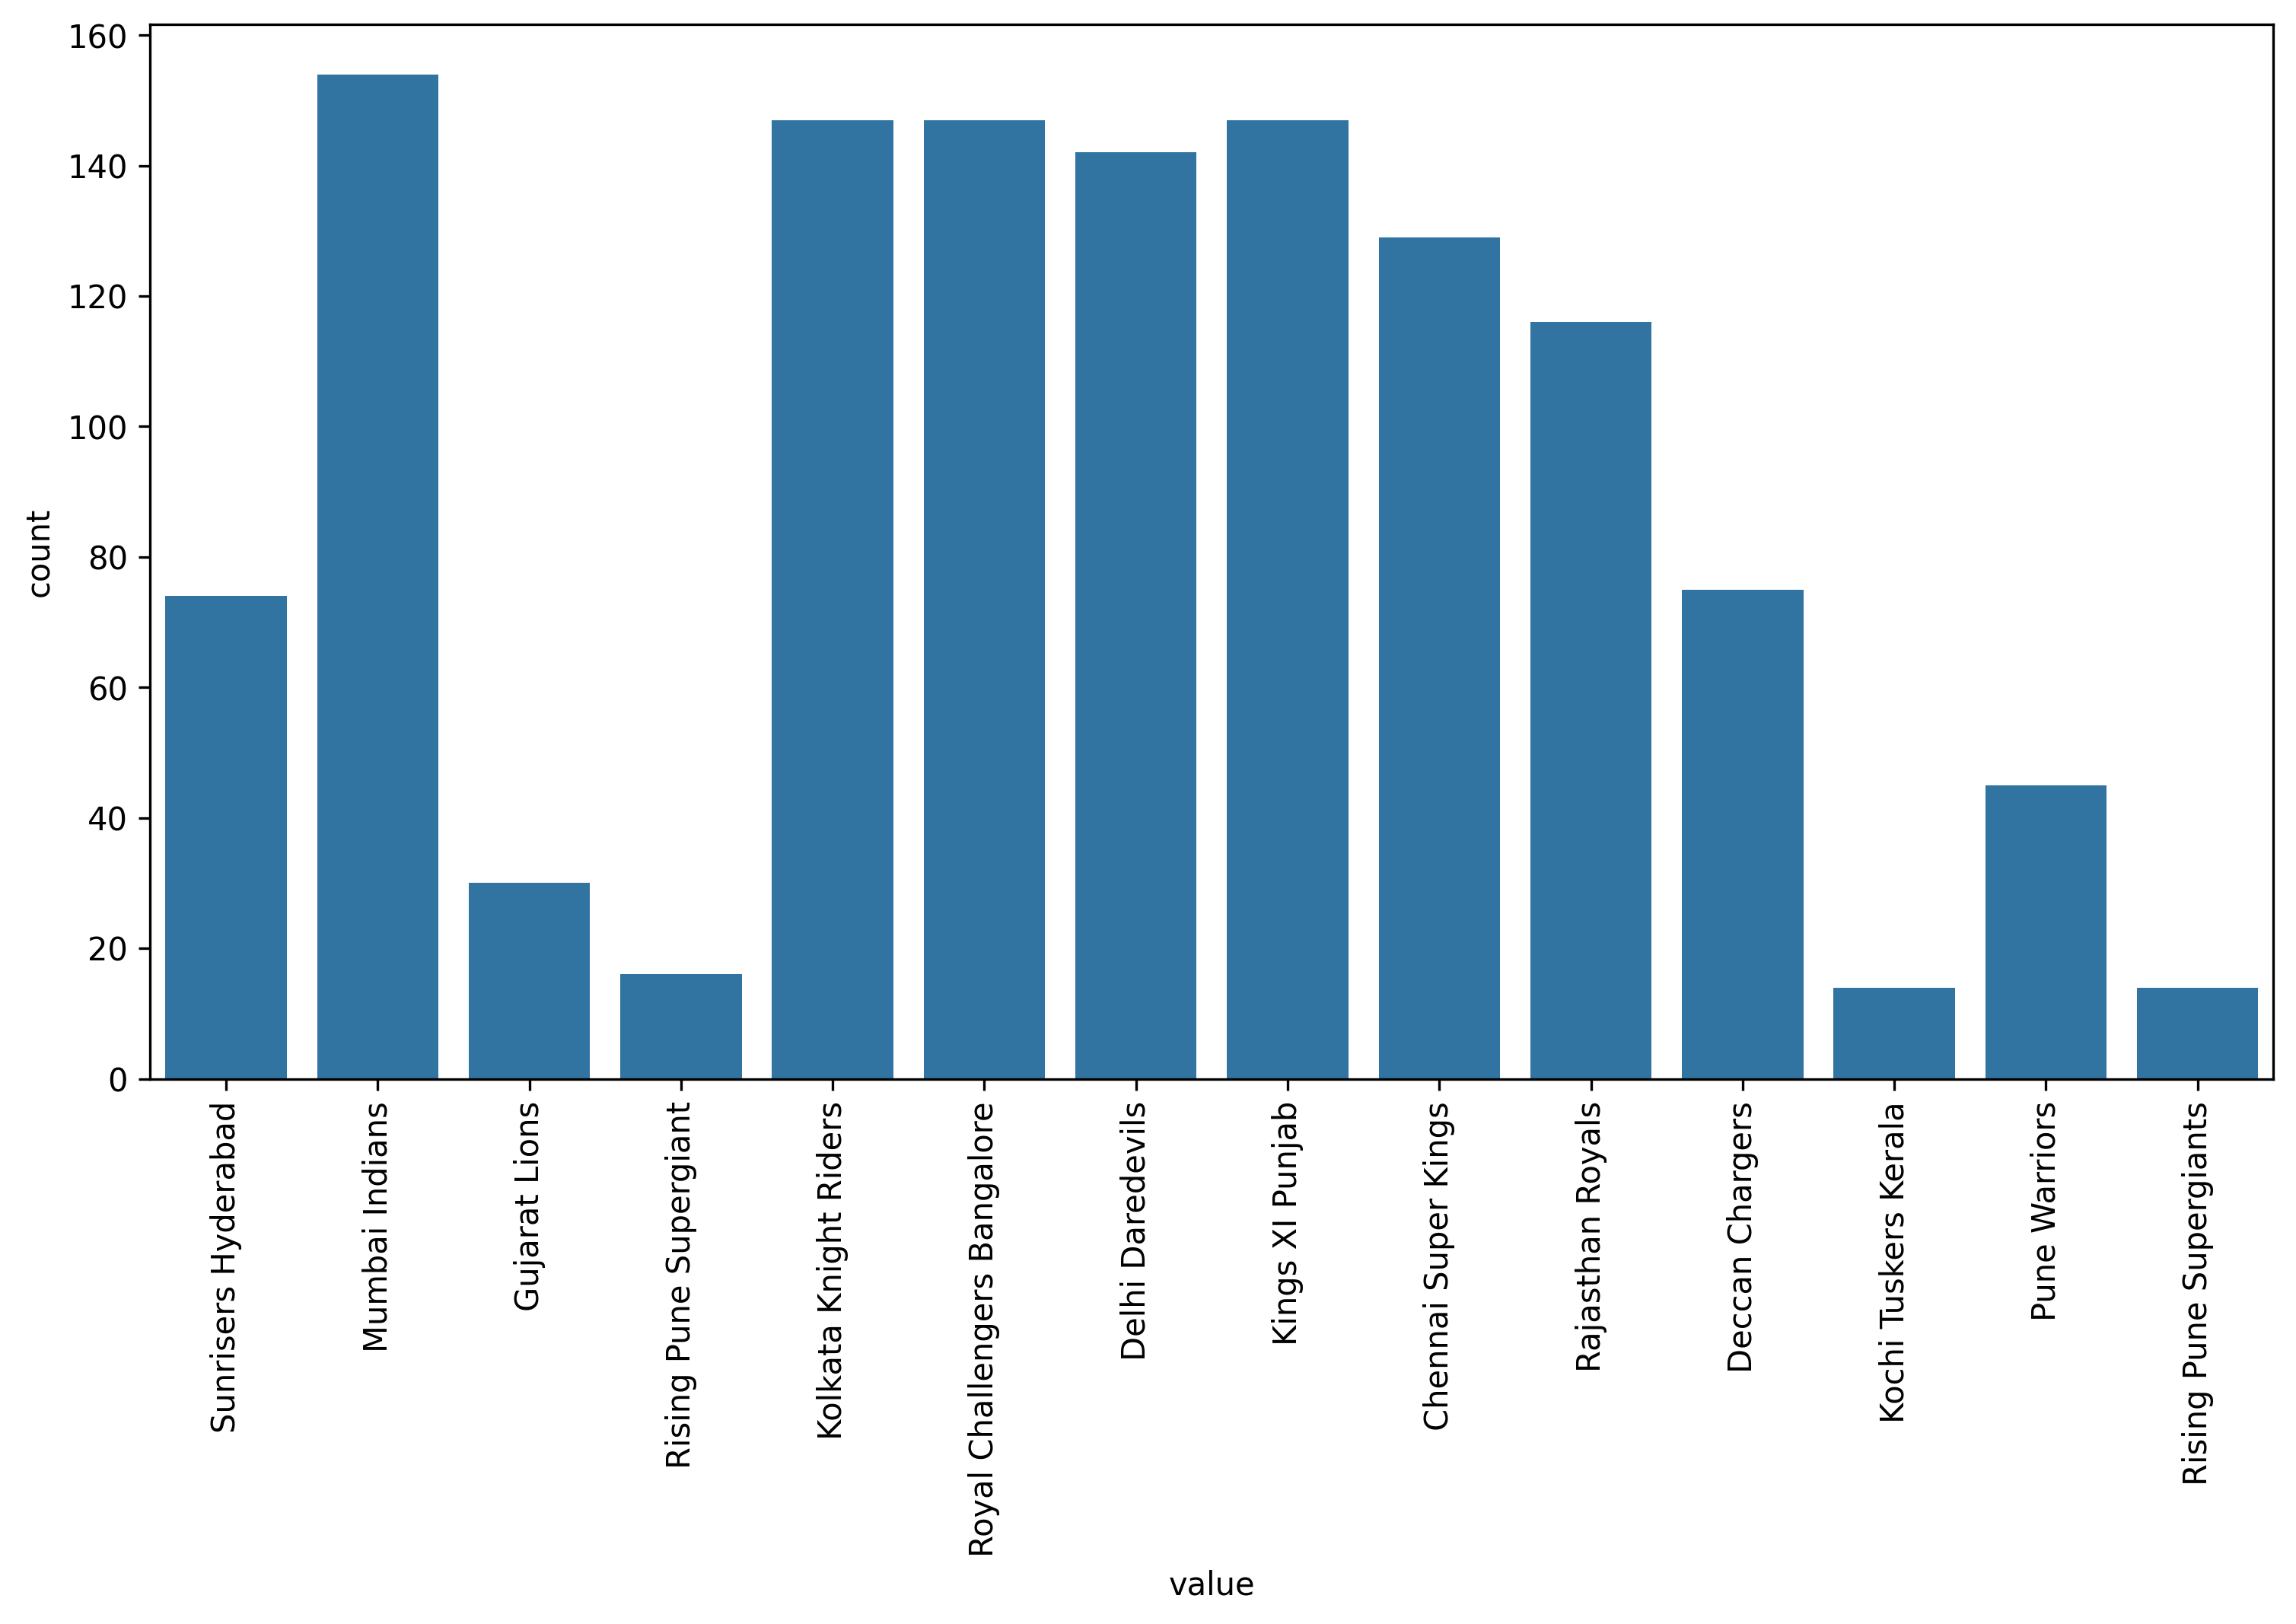 160
140
120
100
80
60
40
20
0
count
Sunrisers Hyderabad
Mumbai Indians
Gujarat Lions
Rising Pune Supergiant
Kolkata Knight Riders
Royal Challengers Bangalore
Delhi Daredevils
Kings XI Punjab
Chennai Super Kings
Rajasthan Royals
Deccan Chargers
Kochi Tuskers Kerala
Pune Warriors
Rising Pune Supergiants
value